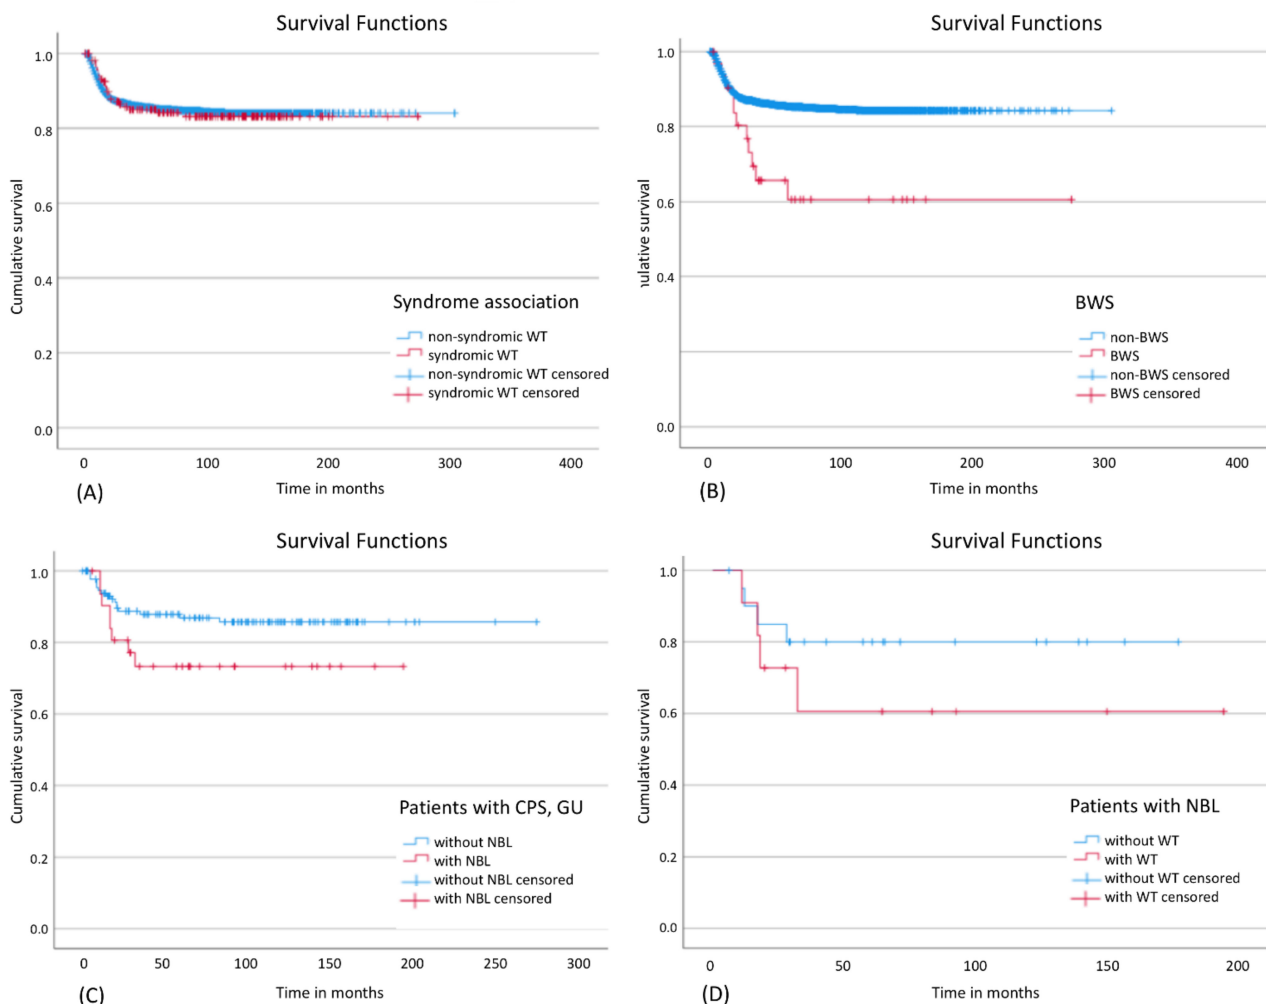 Survival Functions
1.0
0.8
0.6
0.4
0.2
0.0
Cumulative survival
Syndrome association
non-syndromic WT
syndromic WT
non-syndromic WT censored
syndromic WT censored
0 100 200 300 400
(A) Time in months
Survival Functions
1.0
0.8
0.6
0.4
0.0
ulative survival
BWS
non-BWS
BWS
non-BWS censored
BWS censored
0 100 200 300 400
(B) Time in months
Survival Functions
1.0
0.8
0.6
0.4
0.2
0.0
Cumulative survival
Patients with CPS, GU
without NBL
with NBL
without NBL censored
with NBL censored
0 50 100 150 200 250 300
(C) Time in months
Survival Functions
1.0
0.8
0.6
0.4
0.2
0.0
Cumulative survival
Patients with NBL
without WT
with WT
without WT censored
with WT censored
0 50 100 150 200
(D) Time in months